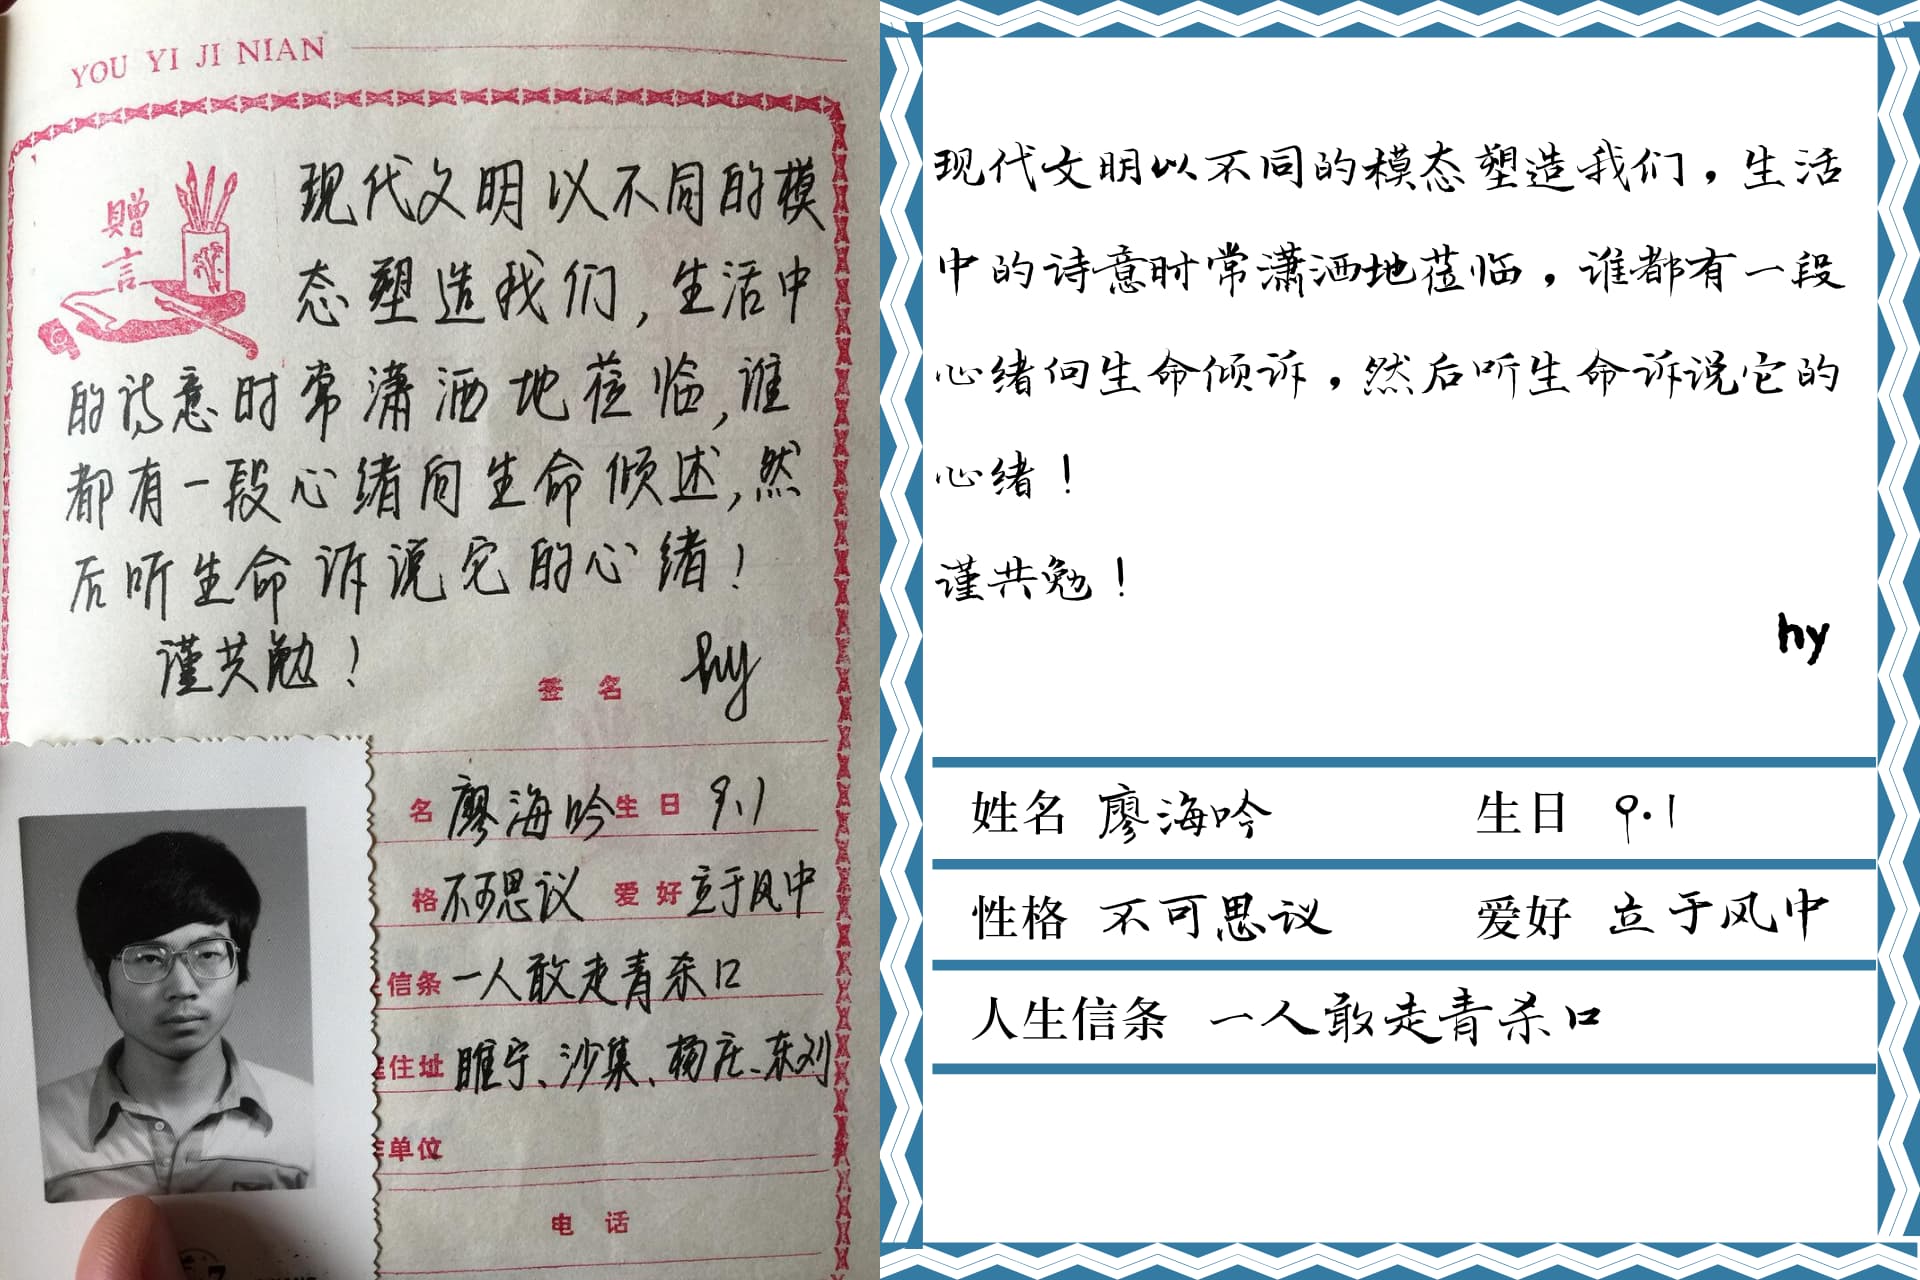 YOU YI JI NIAN
赠言
现代文明以不同的模
态塑造我们,生活中
的诗意时常潇洒地莅临,谁
都有一段心绪向生命倾述,然
后听生命诉说它的心绪!
谨共勉!
签名 hy
名 廖海吟 生日 9.1
格 不可思议 爱好 立于风中
信条 一人敢走青杀口
住址 睢宁、沙集、杨庄、东刘
单位
电话
现代文明以不同的模态塑造我们,生活
中的诗意时常潇洒地莅临,谁都有一段
心绪向生命倾诉,然后听生命诉说它的
心绪!
谨共勉!
hy
姓名 廖海吟 生日 9.1
性格 不可思议 爱好 立于风中
人生信条 一人敢走青杀口